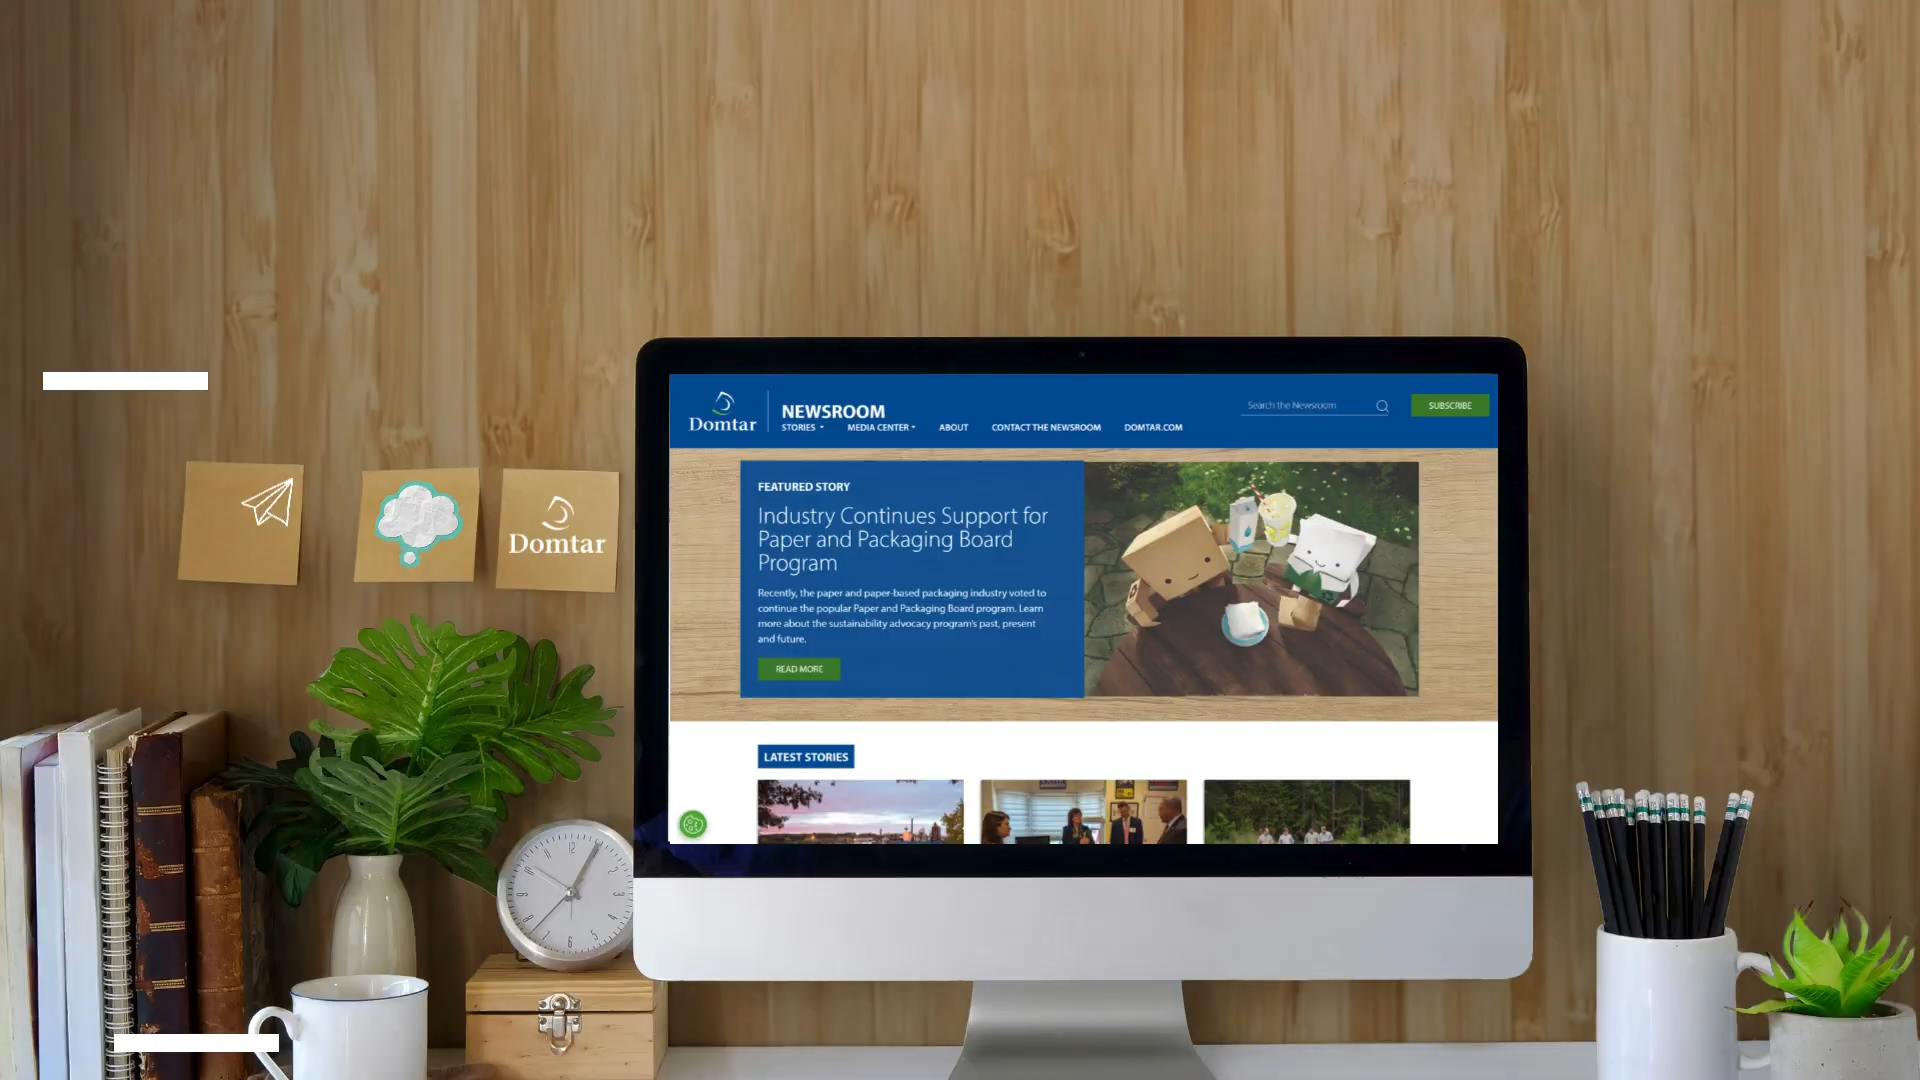 Domtar
Domtar
NEWSROOM
Search the Newsroom
SUBSCRIBE
STORIES
MEDIA CENTER
ABOUT
CONTACT THE NEWSROOM
DOMTAR.COM
FEATURED STORY
Industry Continues Support for
Paper and Packaging Board
Program
Recently, the paper and paper-based packaging industry voted to
continue the popular Paper and Packaging Board program. Learn
more about the sustainability advocacy program's past, present
and future.
READ MORE
LATEST STORIES